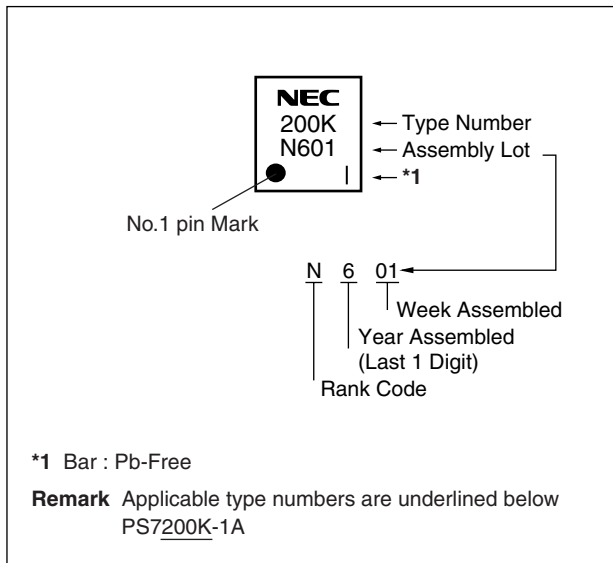 NEC
200K
N601
Type Number
Assembly Lot
*1
No.1 pin Mark
N 6 01
Week Assembled
Year Assembled
(Last 1 Digit)
Rank Code
*1 Bar : Pb-Free
Remark Applicable type numbers are underlined below
PS7200K-1A